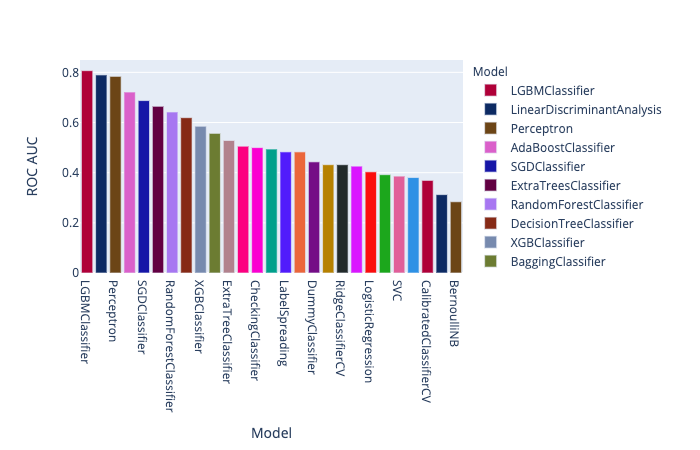 ROC AUC
0.8
0.6
0.4
0.2
0
LGBMClassifier
Perceptron
SGDClassifier
RandomForestClassifier
XGBClassifier
ExtraTreeClassifier
CheckingClassifier
LabelSpreading
DummyClassifier
RidgeClassifierCV
LogisticRegression
SVC
CalibratedClassifierCV
BernoulliNB
Model
Model
LGBMClassifier
LinearDiscriminantAnalysis
Perceptron
AdaBoostClassifier
SGDClassifier
ExtraTreesClassifier
RandomForestClassifier
DecisionTreeClassifier
XGBClassifier
BaggingClassifier